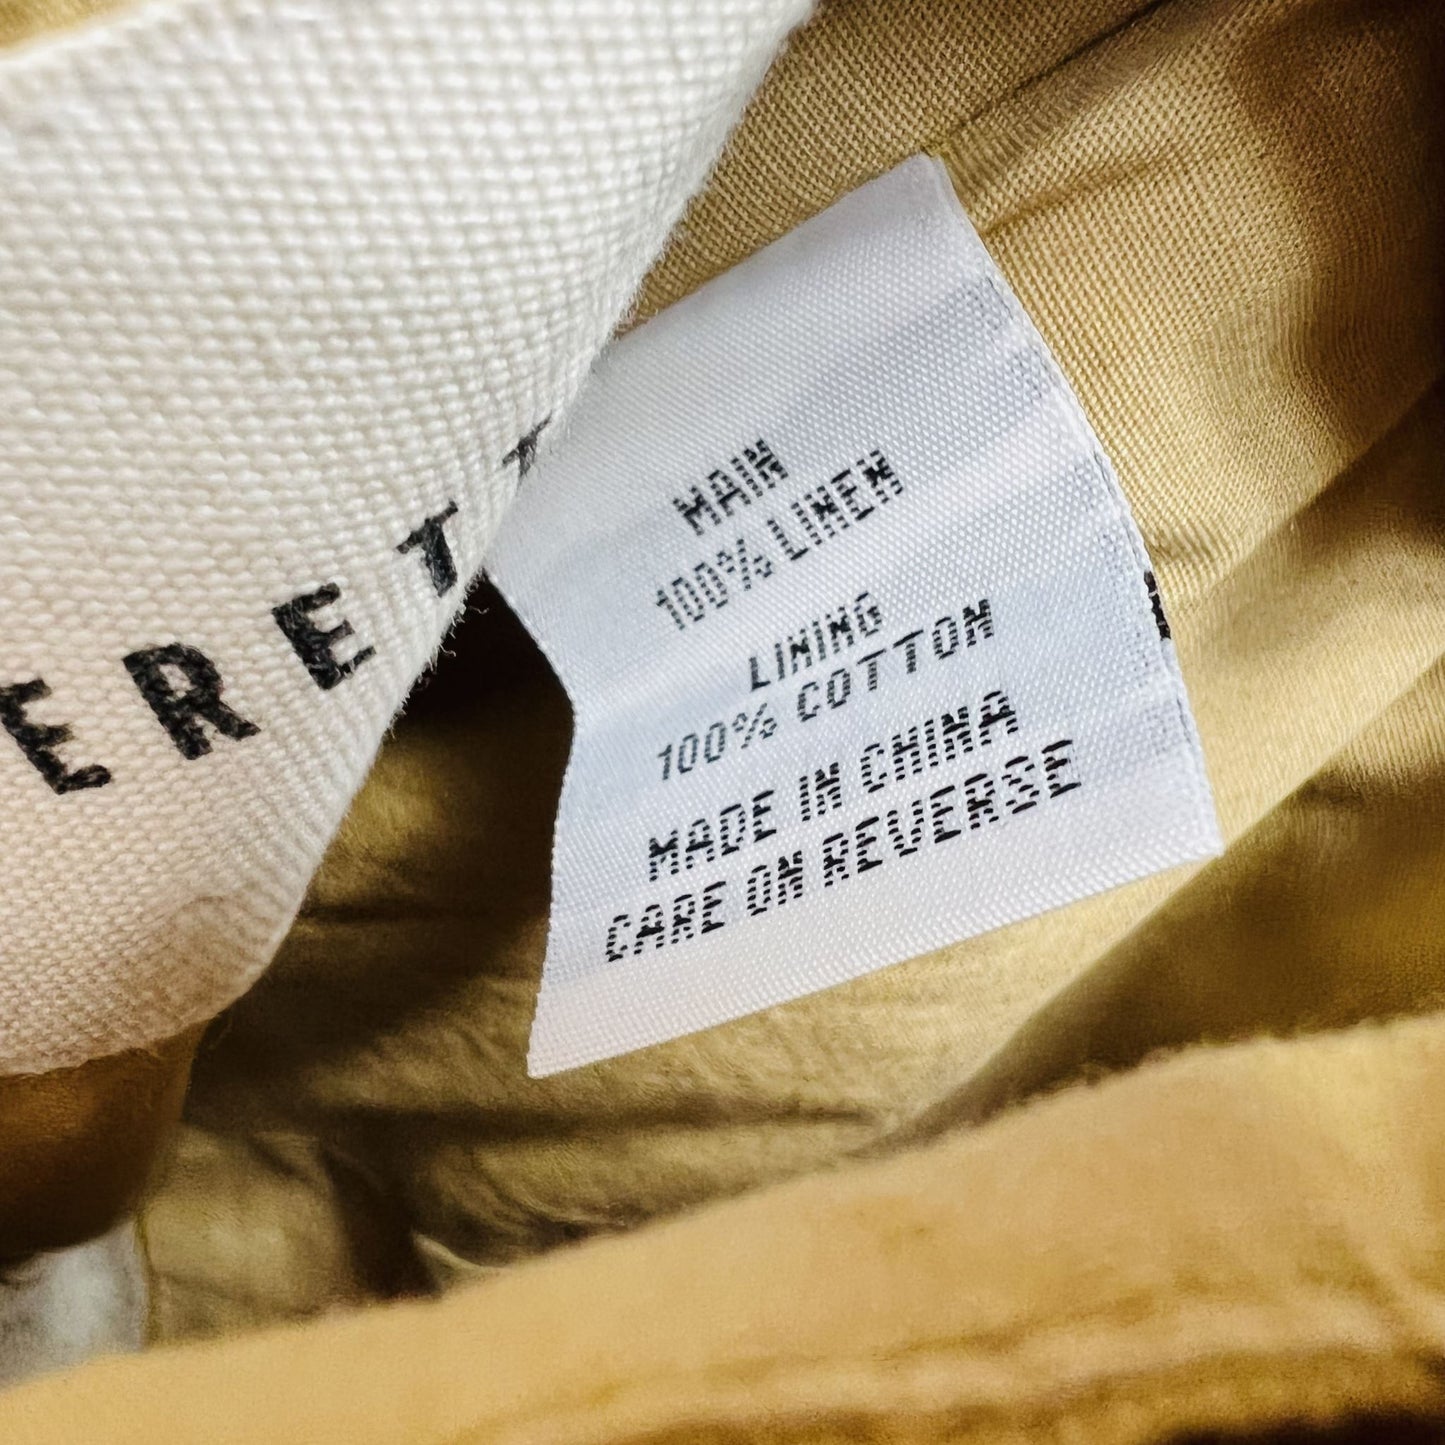 ERETT
MAIN
100% LINEN
LINING
100% COTTON
MADE IN CHINA
CARE ON REVERSE